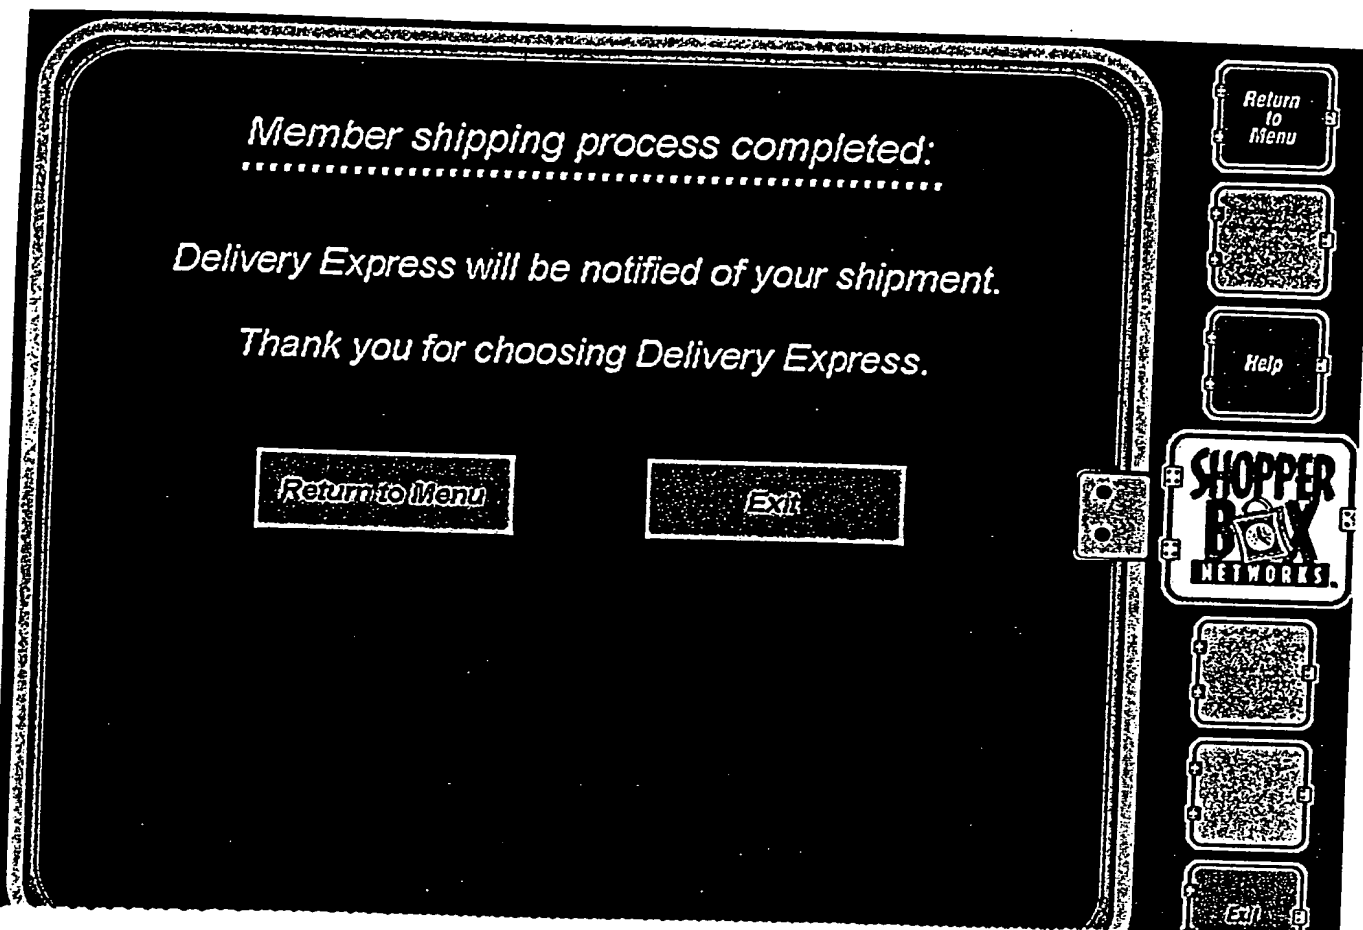 Member shipping process completed:
Delivery Express will be notified of your shipment.
Thank you for choosing Delivery Express.
Return to Menu
Exit
Return
to
Menu
Help
SHOPPER
BOX
NETWORKS
Exit